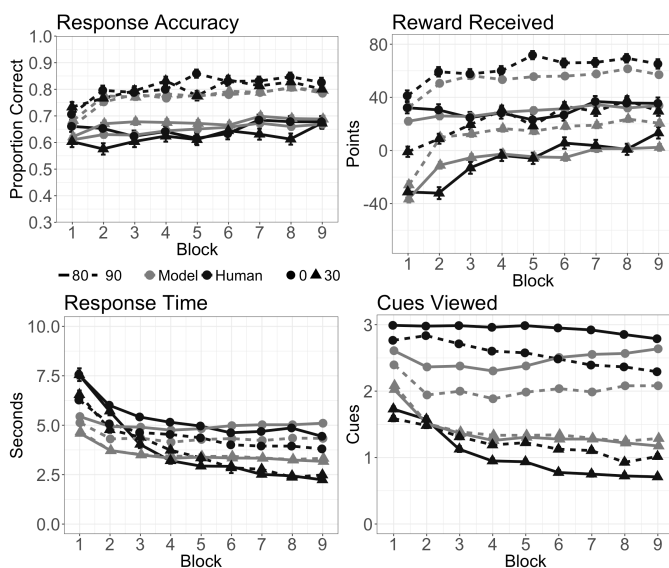 Response Accuracy
Proportion Correct
1.0
0.9
0.8
0.7
0.6
0.5
0.4
0.3
1 2 3 4 5 6 7 8 9
Block
Reward Received
Points
80
40
0
-40
1 2 3 4 5 6 7 8 9
Block
80 90 Model Human 0 30
Response Time
Seconds
10.0
7.5
5.0
2.5
0.0
1 2 3 4 5 6 7 8 9
Block
Cues Viewed
Cues
3
2
1
0
1 2 3 4 5 6 7 8 9
Block